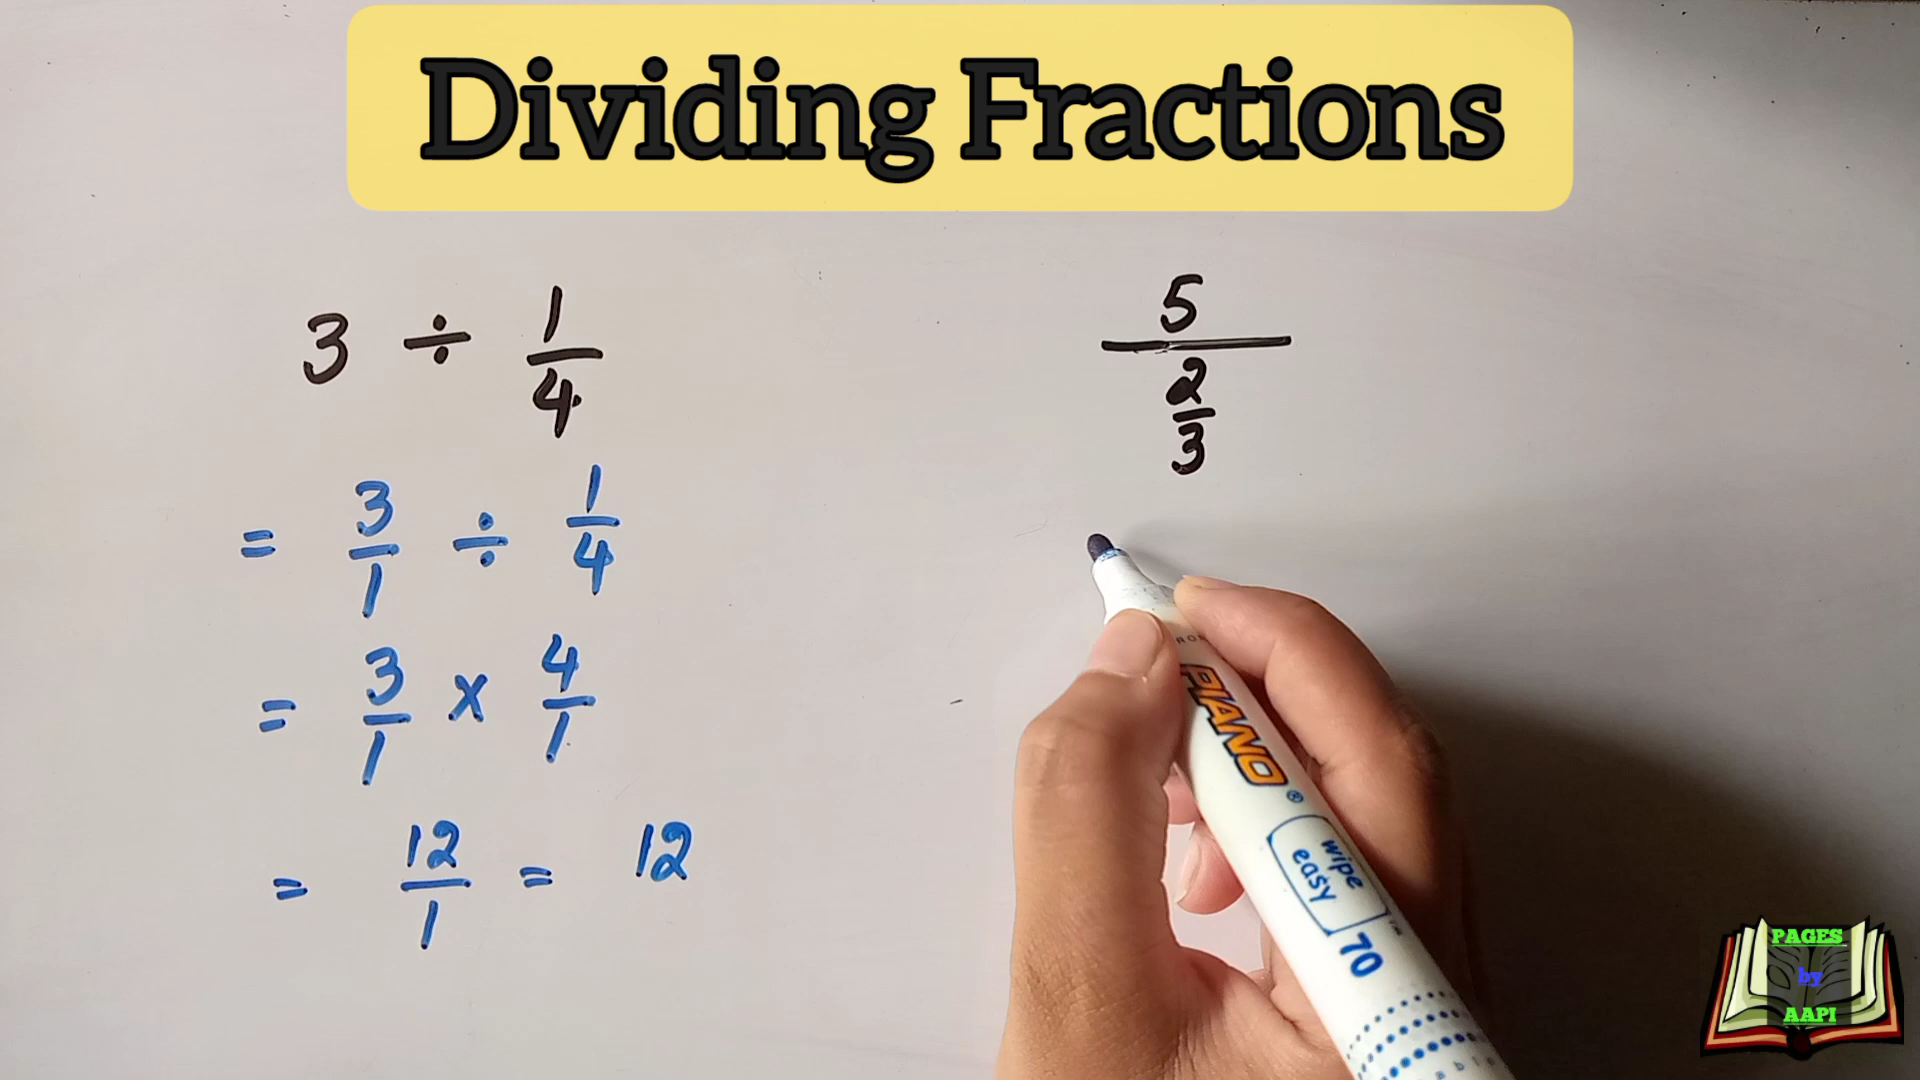 Dividing Fractions
3 ÷ 1/4
= 3/1 ÷ 1/4
= 3/1 x 4/1
= 12/1 = 12
5
2/3
PIANO®
wipe
easy
70
PAGES
by
AAPI